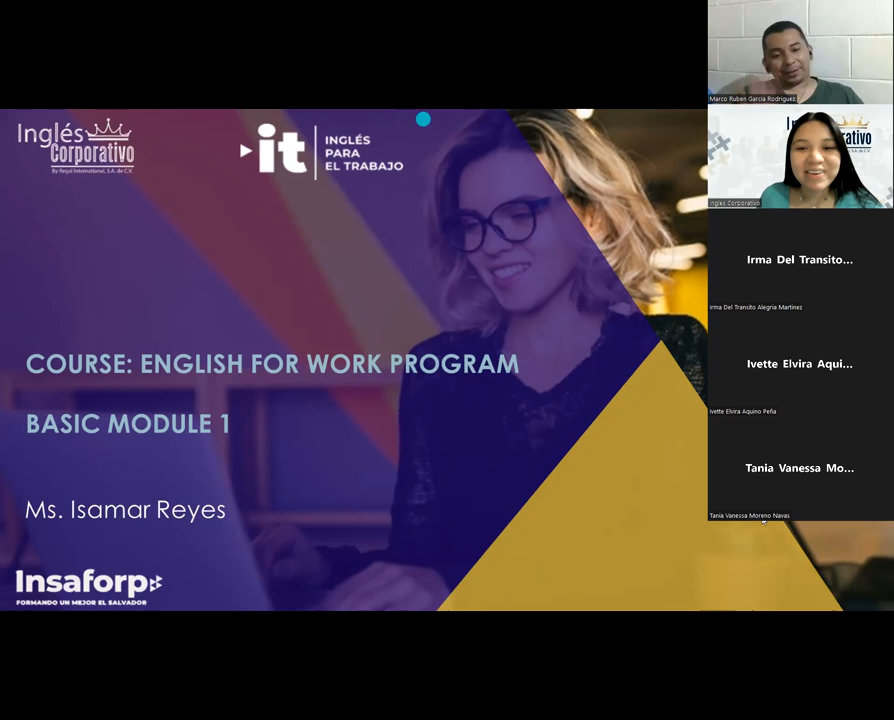 Inglés
Corporativo
By Regal International, S.A. de C.V.
it
INGLÉS
PARA
EL TRABAJO
COURSE: ENGLISH FOR WORK PROGRAM
BASIC MODULE 1
Ms. Isamar Reyes
Insaforp
FORMANDO UN MEJOR EL SALVADOR
Marco Ruben Garcia Rodriguez
Ingles Corporativo
Irma Del Transito...
Irma Del Transito Alegria Martinez
Ivette Elvira Aqui...
Ivette Elvira Aquino Peña
Tania Vanessa Mo...
Tania Vanessa Moreno Navas